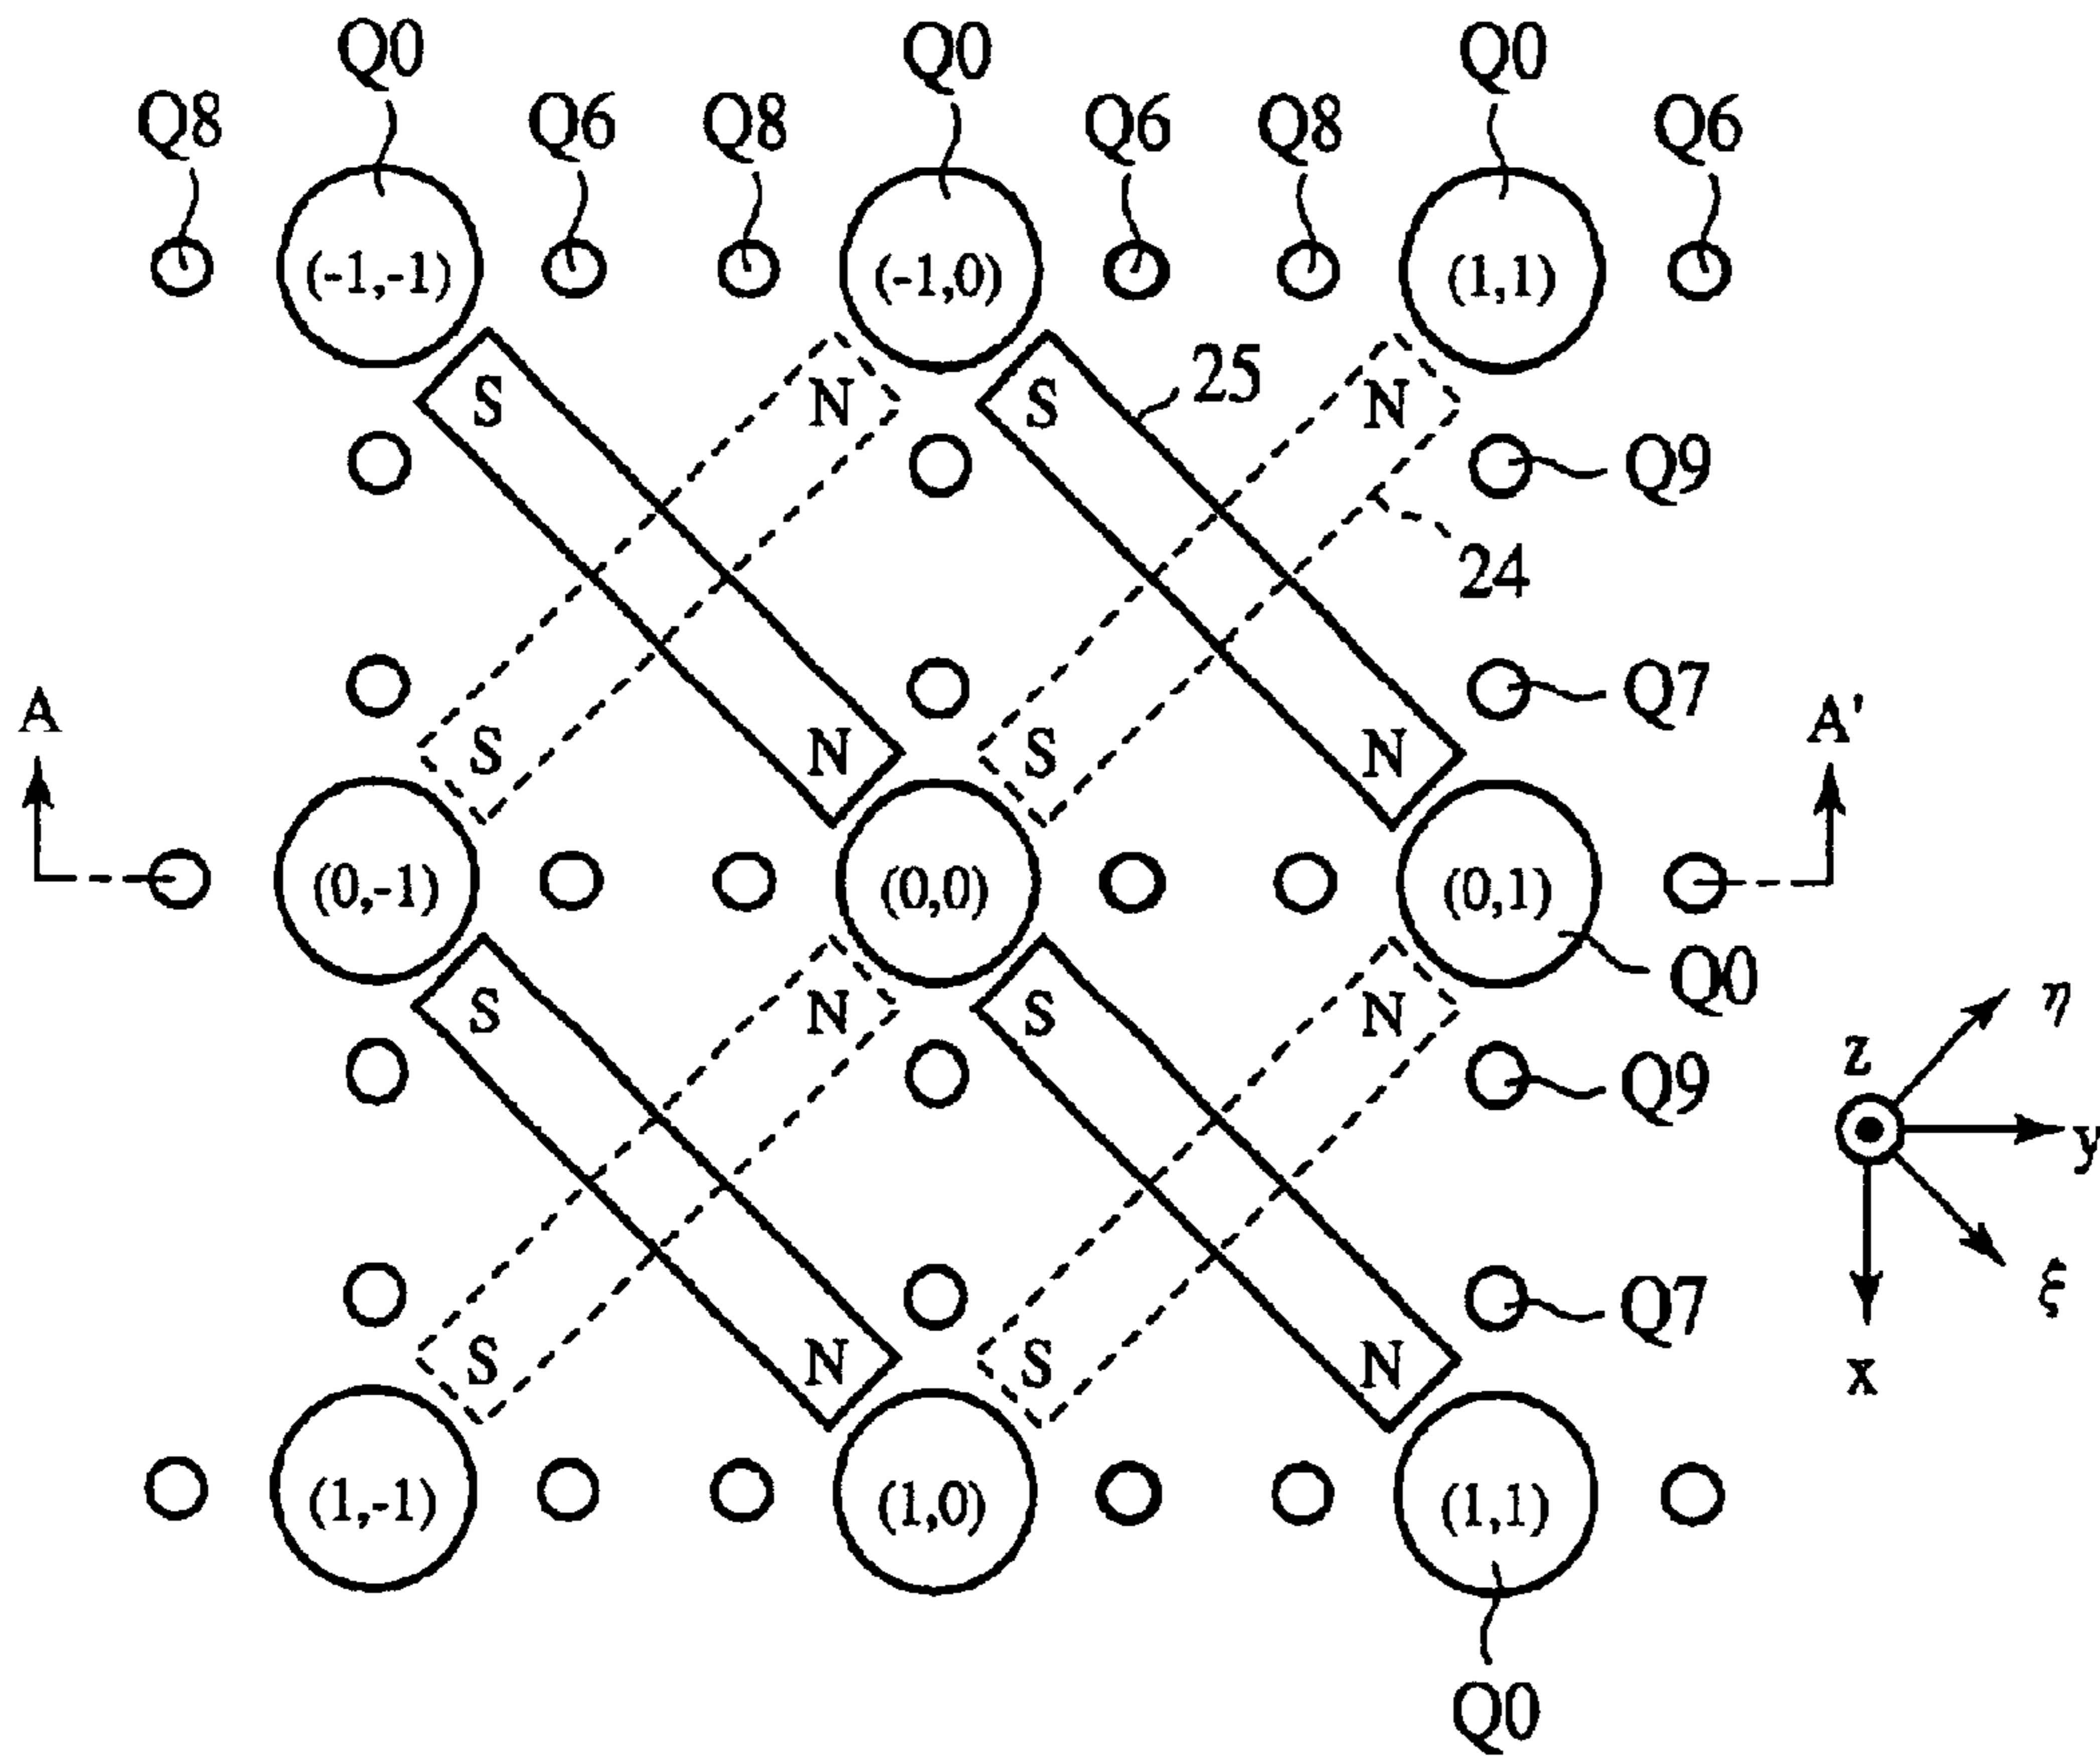 Q0 Q0 Q0
Q8 Q6 Q8 Q6 Q8 Q6
(-1,-1) (-1,0) (1,1)
25
S N S N
Q9
24
Q7
A A'
S N S N
(0,-1) (0,0) (0,1)
Q0
S N S N
η
Z
Q9
y
ξ
Q7
x
S N S N
(1,-1) (1,0) (1,1)
Q0